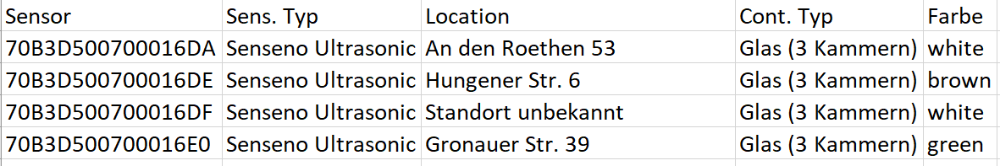 Sensor Sens. Typ Location Cont. Typ Farbe
70B3D500700016DA Senseno Ultrasonic An den Roethen 53 Glas (3 Kammern) white
70B3D500700016DE Senseno Ultrasonic Hungener Str. 6 Glas (3 Kammern) brown
70B3D500700016DF Senseno Ultrasonic Standort unbekannt Glas (3 Kammern) white
70B3D500700016E0 Senseno Ultrasonic Gronauer Str. 39 Glas (3 Kammern) green